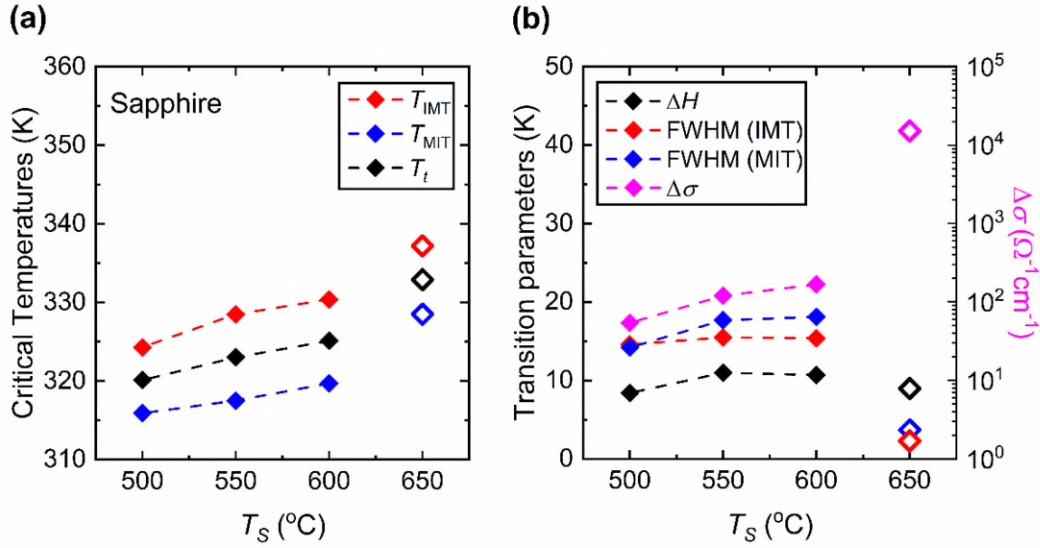 (a)
Critical Temperatures (K)
360
350
340
330
320
310
Sapphire
T_IMT
T_MIT
T_t
500 550 600 650
T_S (°C)
(b)
Transition parameters (K)
50
40
30
20
10
0
ΔH
FWHM (IMT)
FWHM (MIT)
Δσ
10^5
10^4
10^3
10^2
10^1
10^0
Δσ (Ω^-1cm^-1)
500 550 600 650
T_S (°C)